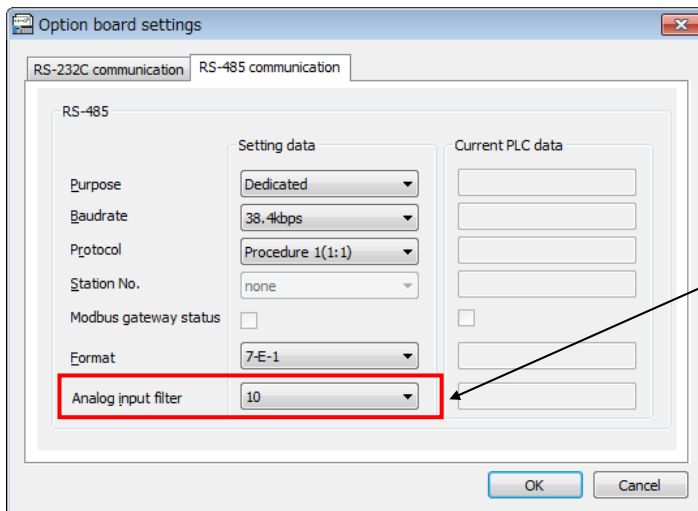 Option board settings
RS-232C communication RS-485 communication
RS-485
Setting data Current PLC data
Purpose Dedicated
Baudrate 38.4kbps
Protocol Procedure 1(1:1)
Station No. none
Modbus gateway status
Format 7-E-1
Analog input filter 10
OK Cancel